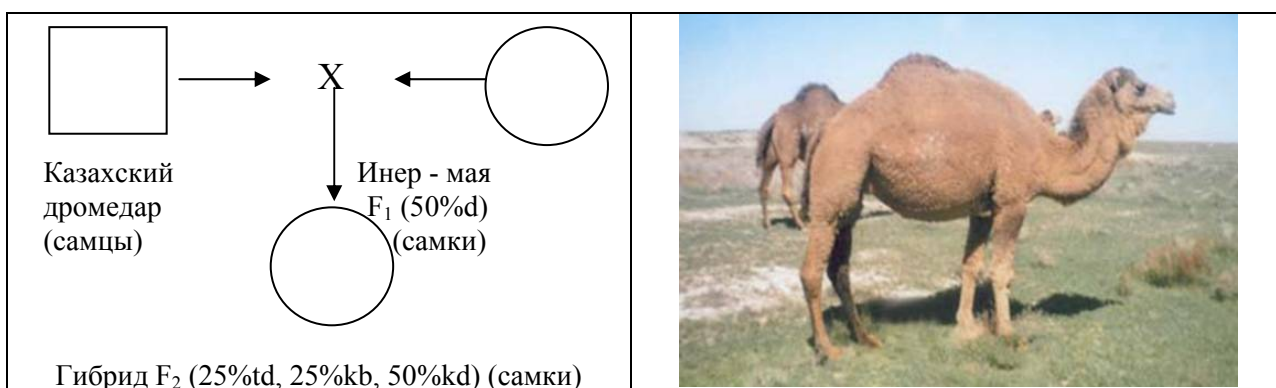 X
Казахский
дромедар
(самцы)
Инер - мая
F₁ (50%d)
(самки)
Гибрид F₂ (25%td, 25%kb, 50%kd) (самки)